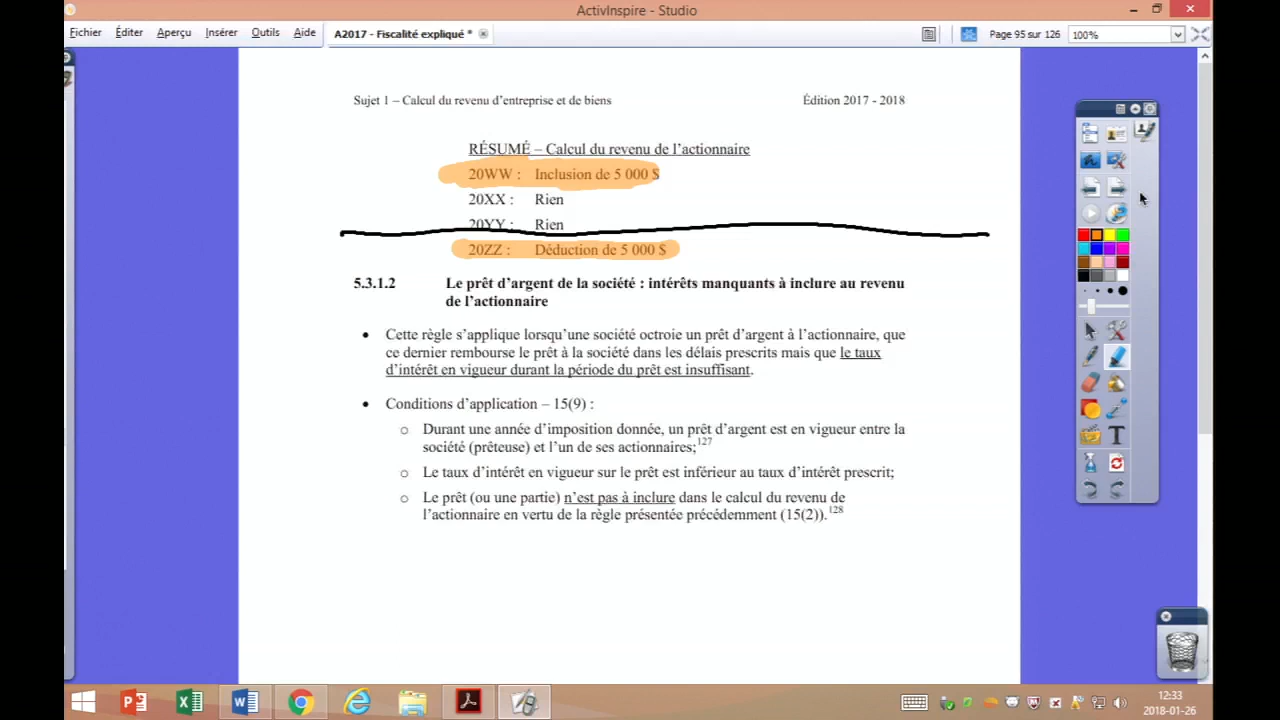 ActivInspire - Studio
Fichier Éditer Aperçu Insérer Outils Aide A2017 - Fiscalité expliqué * Page 95 sur 126 100%
Sujet 1 – Calcul du revenu d'entreprise et de biens Édition 2017 - 2018
RÉSUMÉ – Calcul du revenu de l'actionnaire
20WW : Inclusion de 5 000 $
20XX : Rien
20YY : Rien
20ZZ : Déduction de 5 000 $
5.3.1.2 Le prêt d'argent de la société : intérêts manquants à inclure au revenu
de l'actionnaire
• Cette règle s'applique lorsqu'une société octroie un prêt d'argent à l'actionnaire, que
ce dernier rembourse le prêt à la société dans les délais prescrits mais que le taux
d'intérêt en vigueur durant la période du prêt est insuffisant.
• Conditions d'application – 15(9) :
o Durant une année d'imposition donnée, un prêt d'argent est en vigueur entre la
société (prêteuse) et l'un de ses actionnaires;127
o Le taux d'intérêt en vigueur sur le prêt est inférieur au taux d'intérêt prescrit;
o Le prêt (ou une partie) n'est pas à inclure dans le calcul du revenu de
l'actionnaire en vertu de la règle présentée précédemment (15(2)).128
12:33
2018-01-26